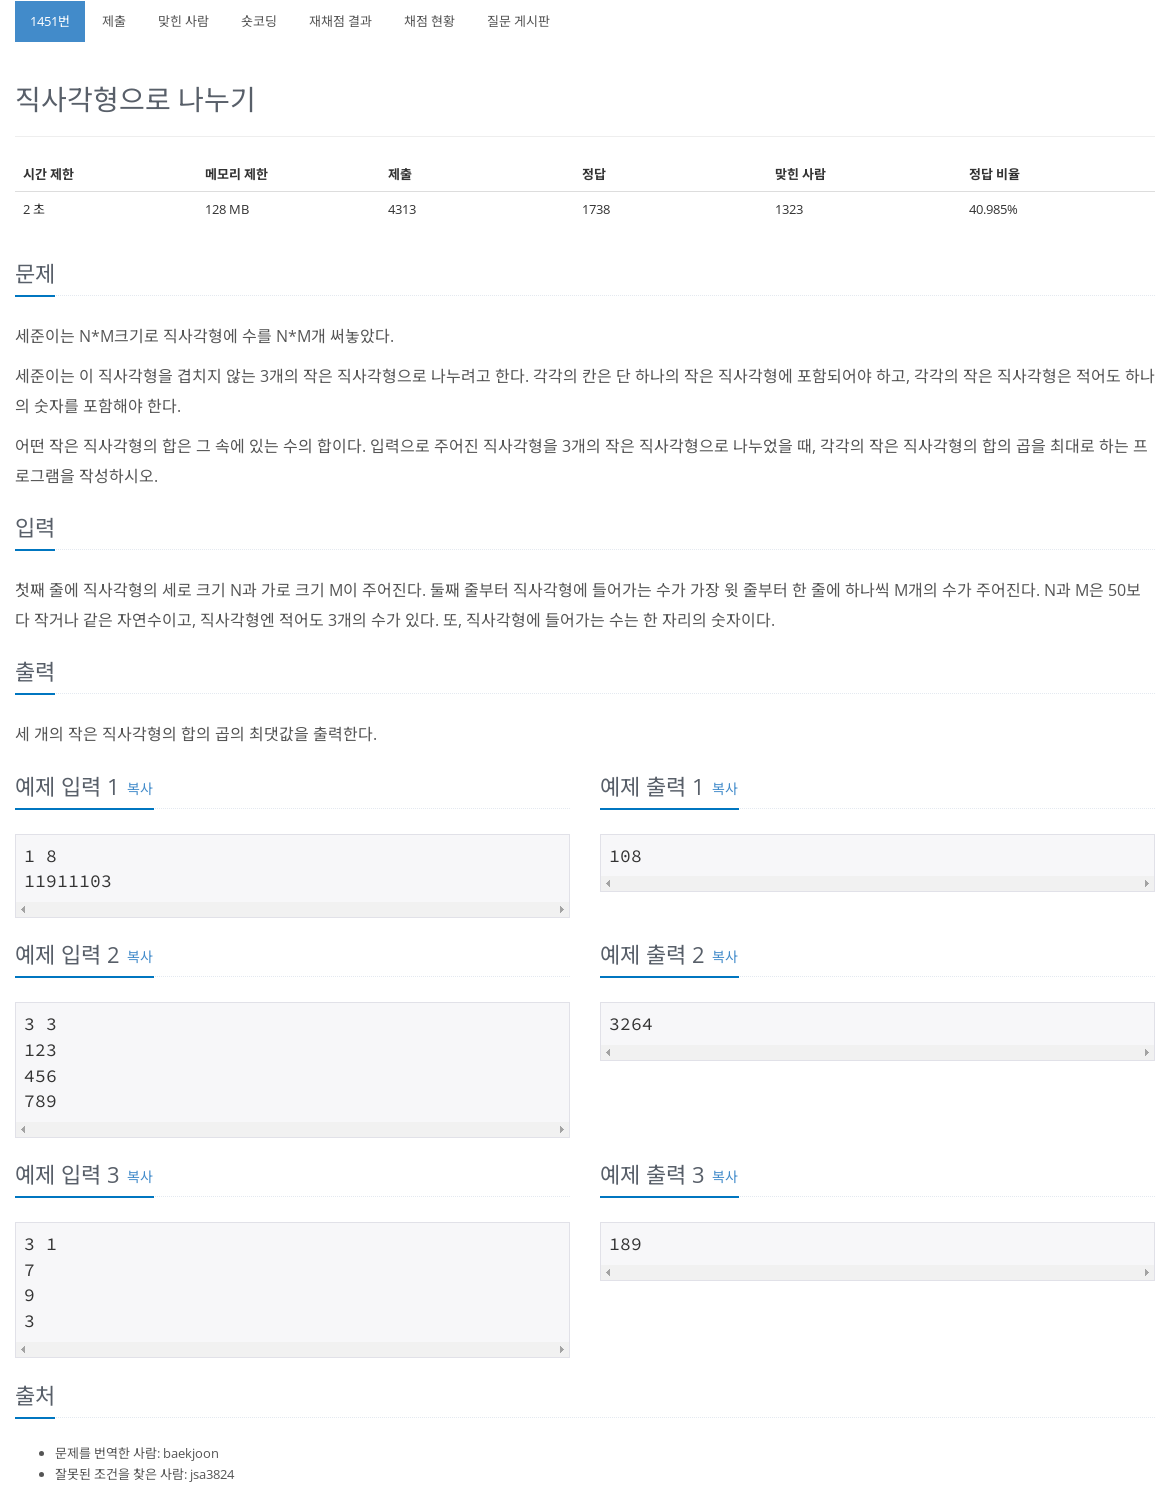 1451번 제출 맞힌 사람 숏코딩 재채점 결과 채점 현황 질문 게시판
직사각형으로 나누기
시간 제한 메모리 제한 제출 정답 맞힌 사람 정답 비율
2 초 128 MB 4313 1738 1323 40.985%
문제
세준이는 N*M크기로 직사각형에 수를 N*M개 써놓았다.
세준이는 이 직사각형을 겹치지 않는 3개의 작은 직사각형으로 나누려고 한다. 각각의 칸은 단 하나의 작은 직사각형에 포함되어야 하고, 각각의 작은 직사각형은 적어도 하나
의 숫자를 포함해야 한다.
어떤 작은 직사각형의 합은 그 속에 있는 수의 합이다. 입력으로 주어진 직사각형을 3개의 작은 직사각형으로 나누었을 때, 각각의 작은 직사각형의 합의 곱을 최대로 하는 프
로그램을 작성하시오.
입력
첫째 줄에 직사각형의 세로 크기 N과 가로 크기 M이 주어진다. 둘째 줄부터 직사각형에 들어가는 수가 가장 윗 줄부터 한 줄에 하나씩 M개의 수가 주어진다. N과 M은 50보
다 작거나 같은 자연수이고, 직사각형엔 적어도 3개의 수가 있다. 또, 직사각형에 들어가는 수는 한 자리의 숫자이다.
출력
세 개의 작은 직사각형의 합의 곱의 최댓값을 출력한다.
예제 입력 1 복사
1 8
11911103
예제 출력 1 복사
108
예제 입력 2 복사
3 3
123
456
789
예제 출력 2 복사
3264
예제 입력 3 복사
3 1
7
9
3
예제 출력 3 복사
189
출처
문제를 번역한 사람: baekjoon
잘못된 조건을 찾은 사람: jsa3824